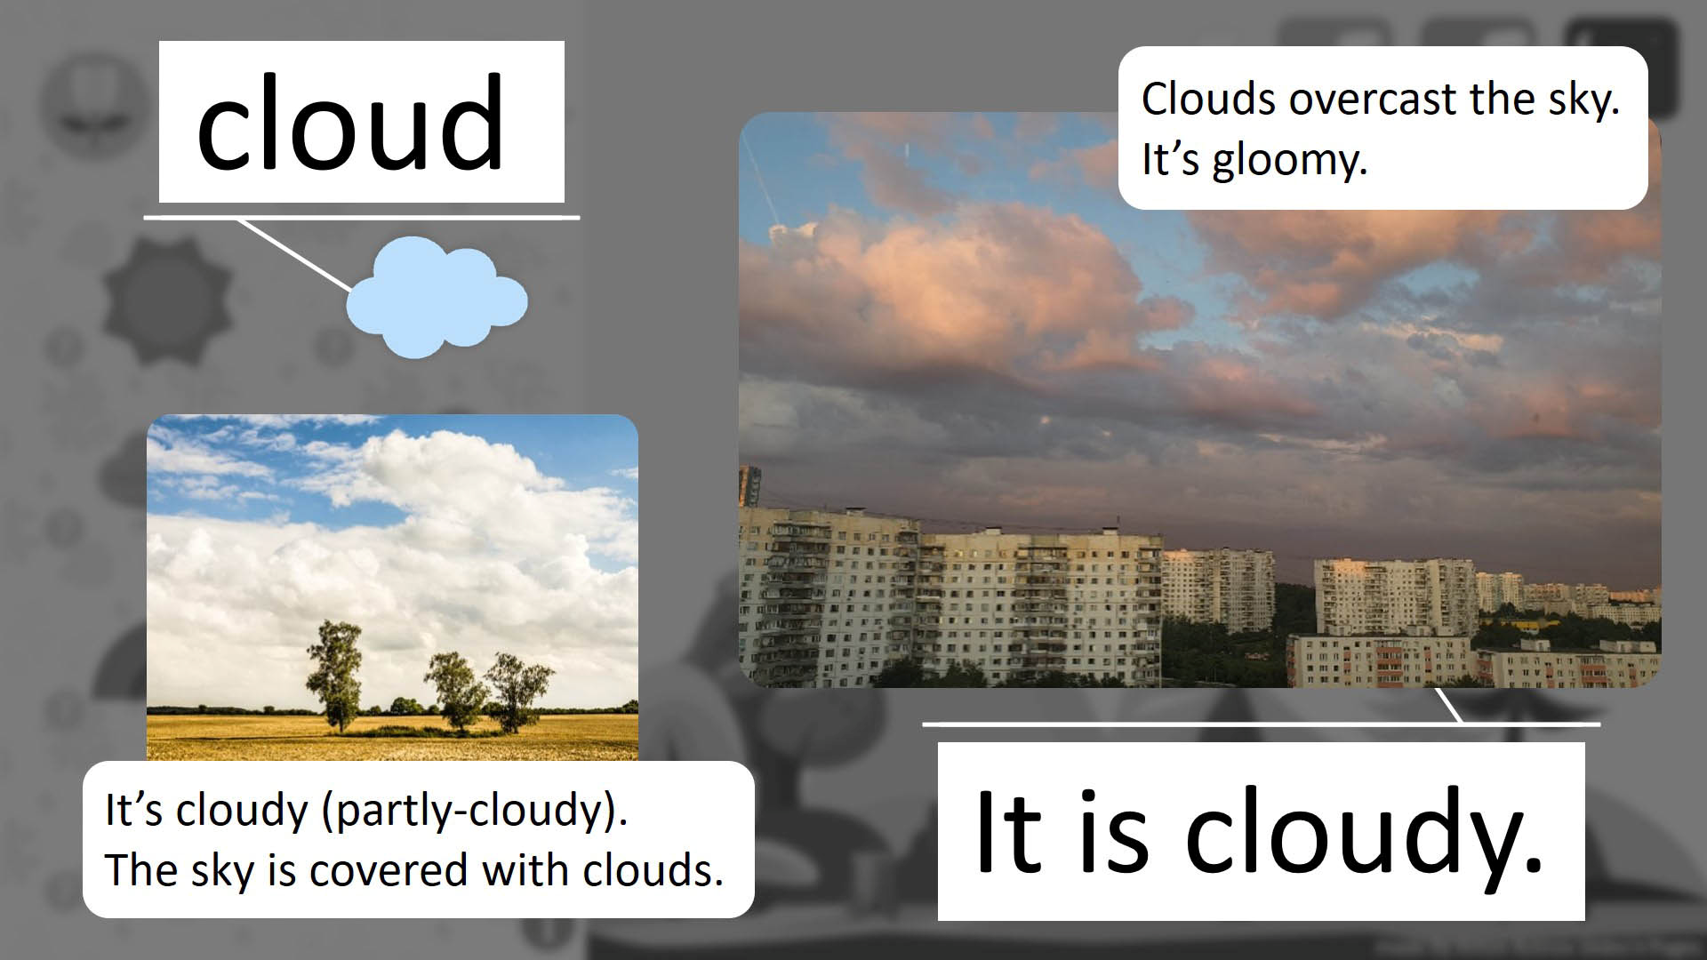 cloud
Clouds overcast the sky.
It’s gloomy.
It’s cloudy (partly-cloudy).
The sky is covered with clouds.
It is cloudy.